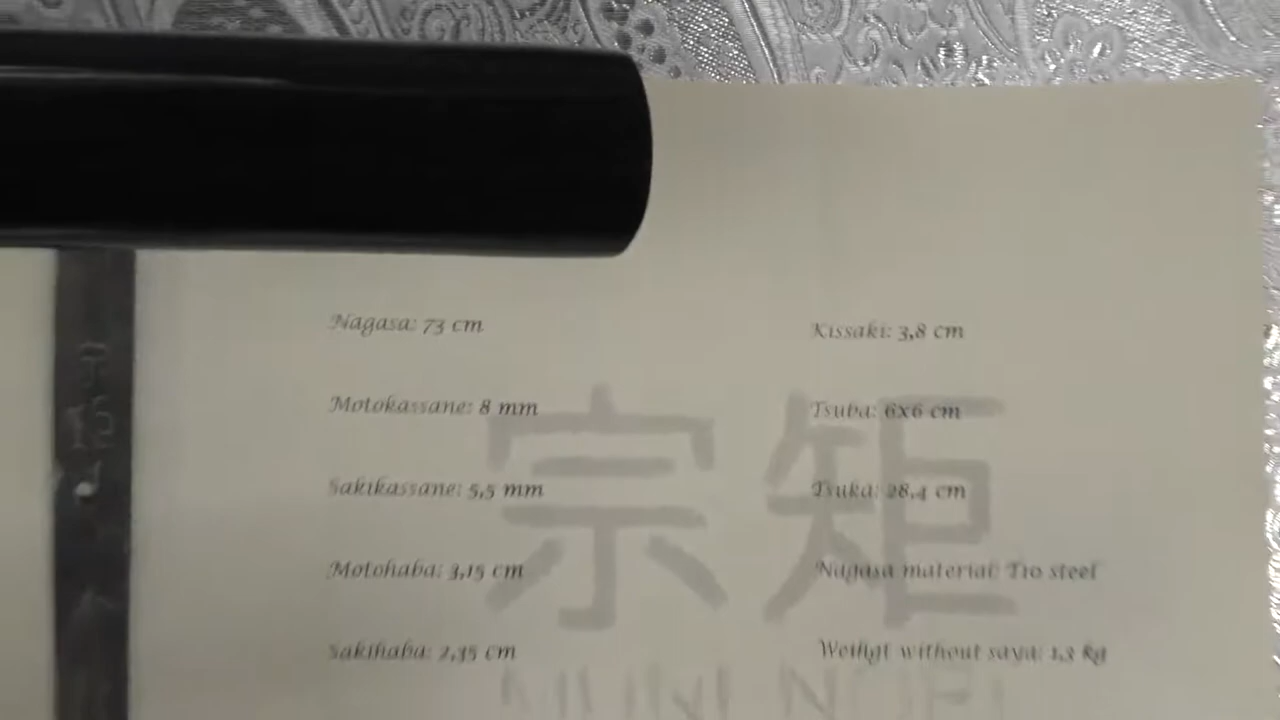 Nagasa: 73 cm
Kissaki: 3,8 cm
Motokassane: 8 mm
Tsuba: 6x6 cm
Sakikassane: 5,5 mm
Tsuka: 28,4 cm
Motohaba: 3,15 cm
Nagasa material: T10 steel
Sakihaba: 2,35 cm
Weihgt without saya: 1,3 kg
宗矩